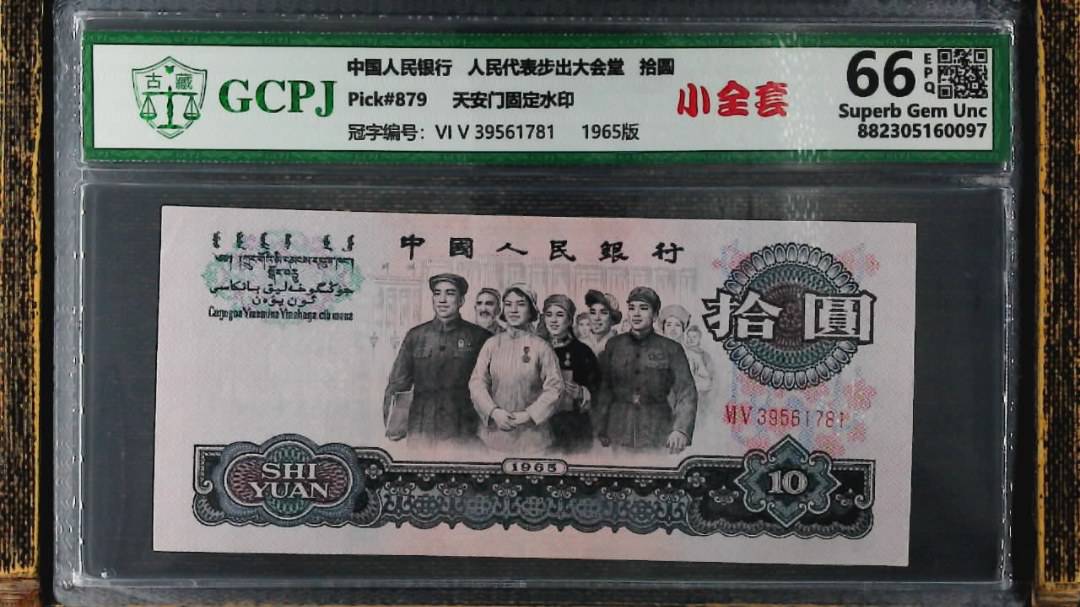 古藏
GCPJ
中国人民银行 人民代表步出大会堂 拾圆
Pick#879 天安门固定水印
冠字编号: VI V 39561781 1965版
小全套
66
EPQ
Superb Gem Unc
882305160097
中國人民銀行
拾圓
VI V 39561781
1965
SHI
YUAN
10